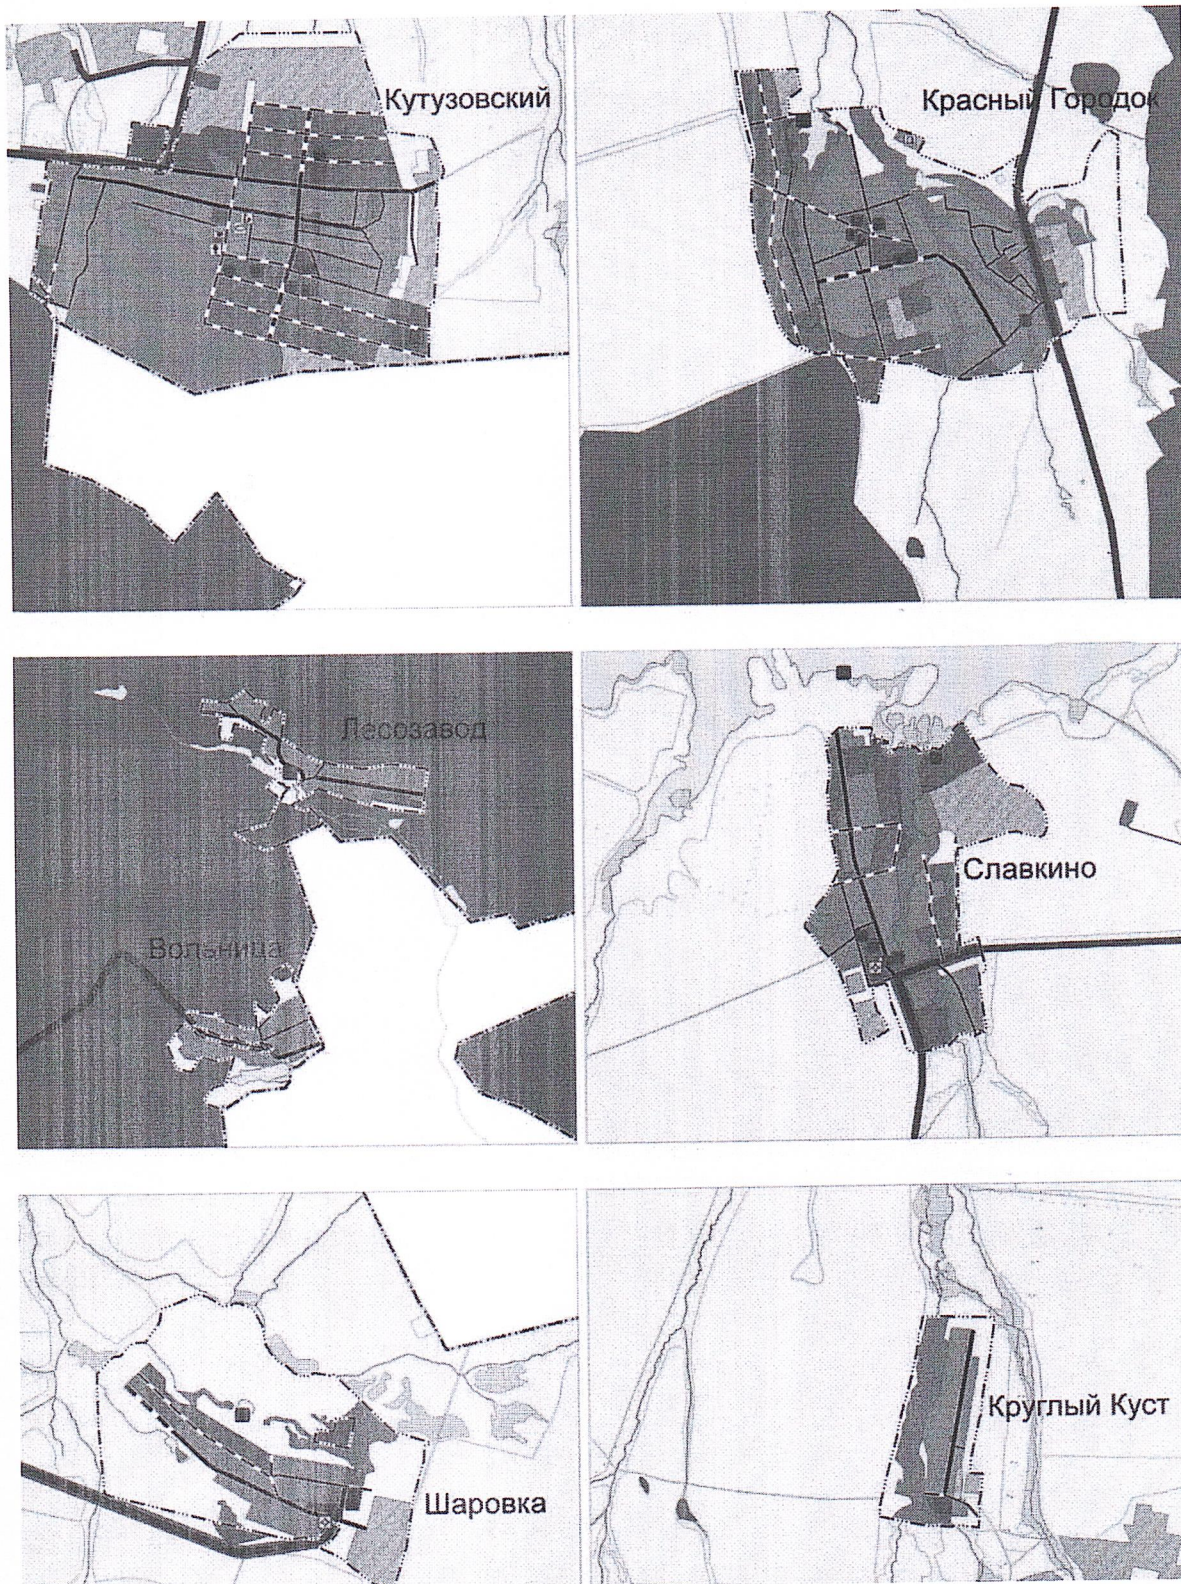 Кутузовский
Красный Городок
Лесозавод
Вольница
Славкино
Шаровка
Круглый Куст